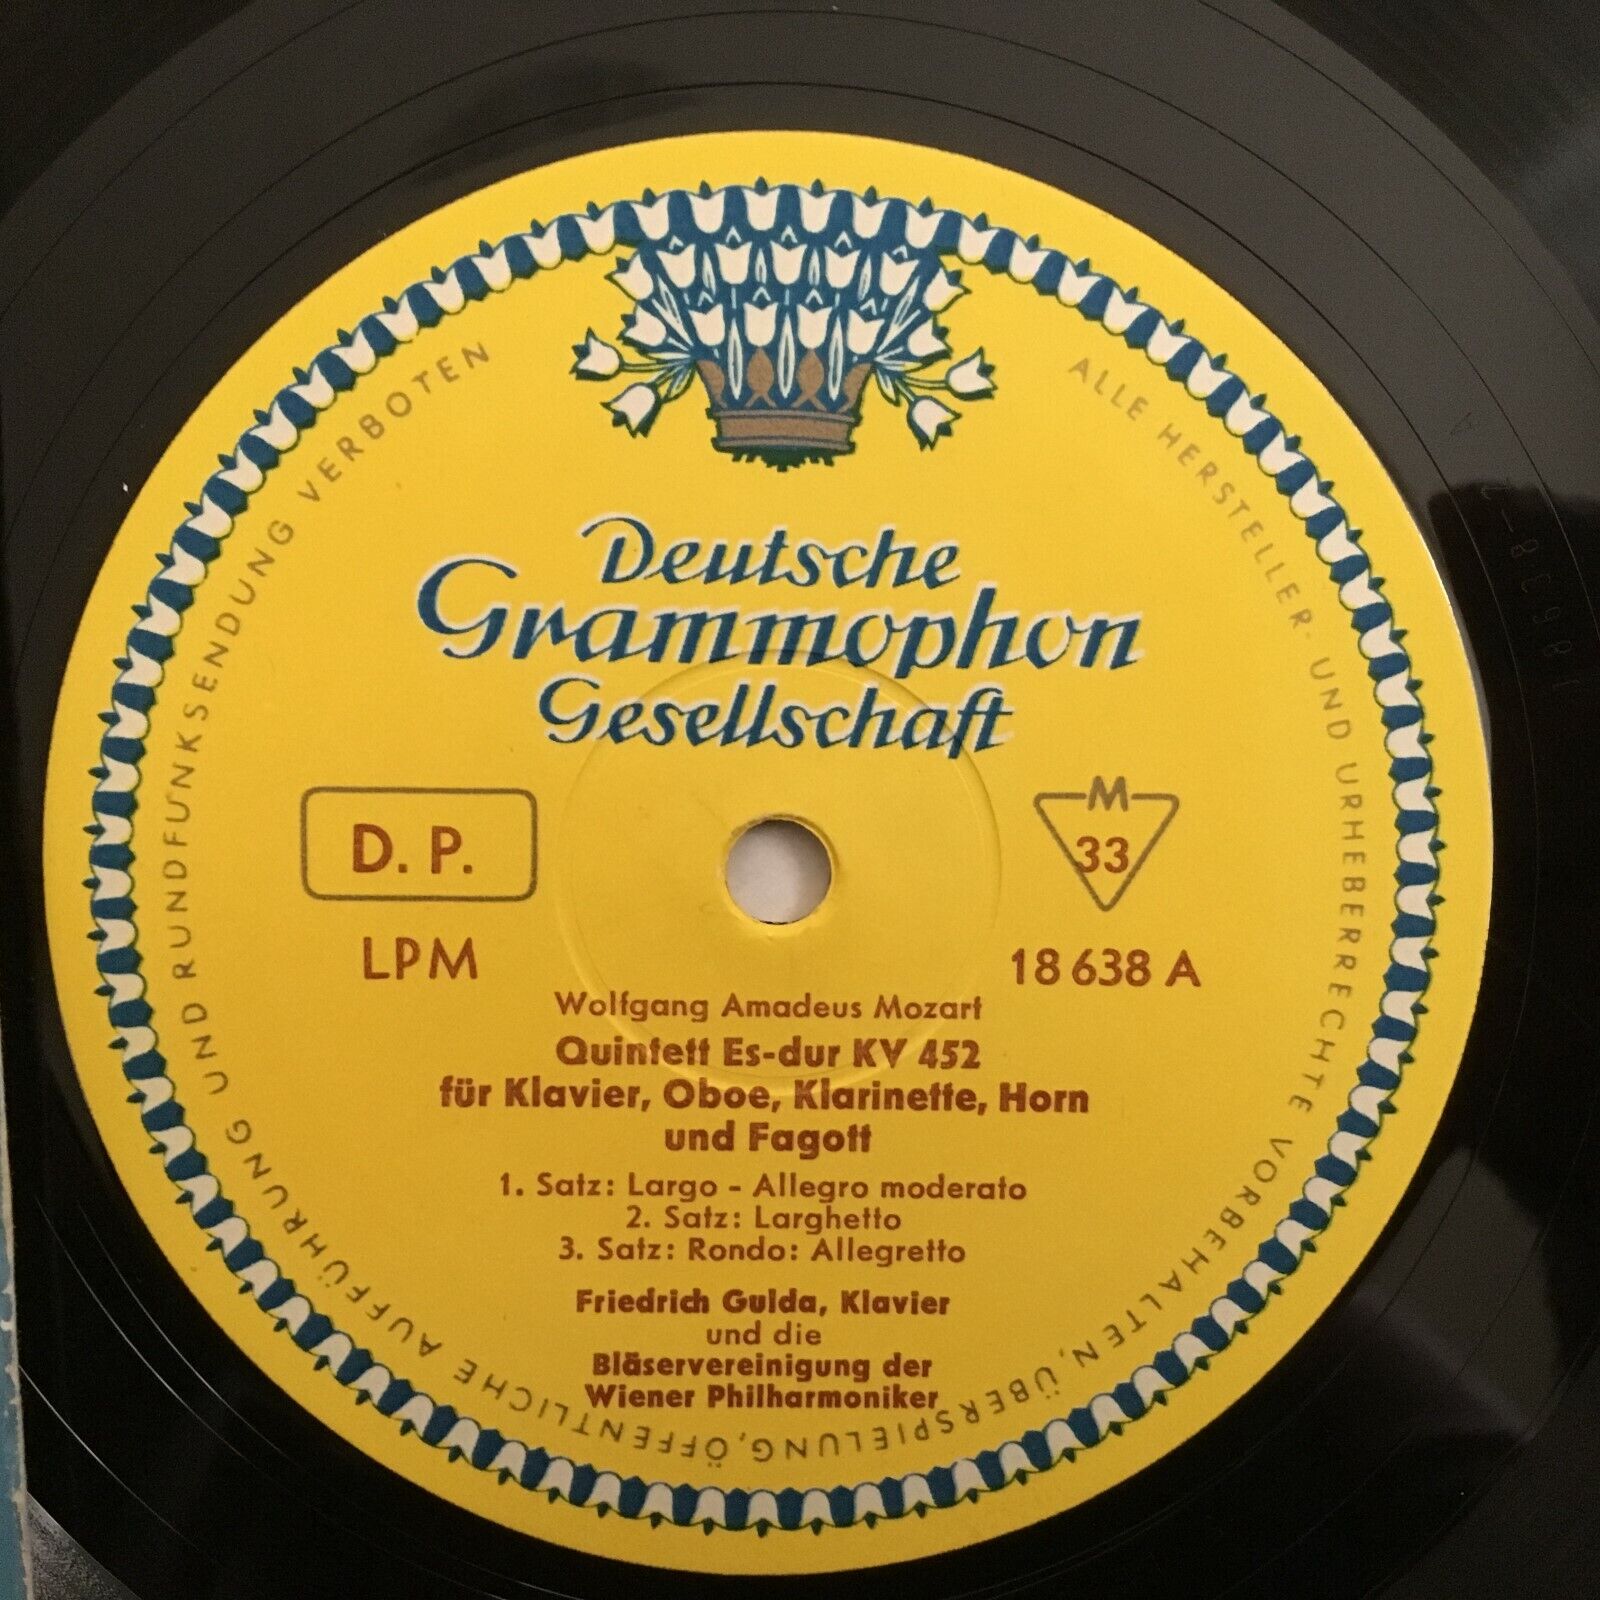 Deutsche
Grammophon
Gesellschaft
D. P.
M
33
LPM
18 638 A
Wolfgang Amadeus Mozart
Quintett Es-dur KV 452
für Klavier, Oboe, Klarinette, Horn
und Fagott
1. Satz: Largo - Allegro moderato
2. Satz: Larghetto
3. Satz: Rondo: Allegretto
Friedrich Gulda, Klavier
und die
Bläservereinigung der
Wiener Philharmoniker
ALLE HERSTELLER- UND URHEBERRECHTE VORBEHALTEN, ÜBERSPIELUNG, ÖFFENTLICHE AUFFÜHRUNG UND RUNDFUNKSENDUNG VERBOTEN